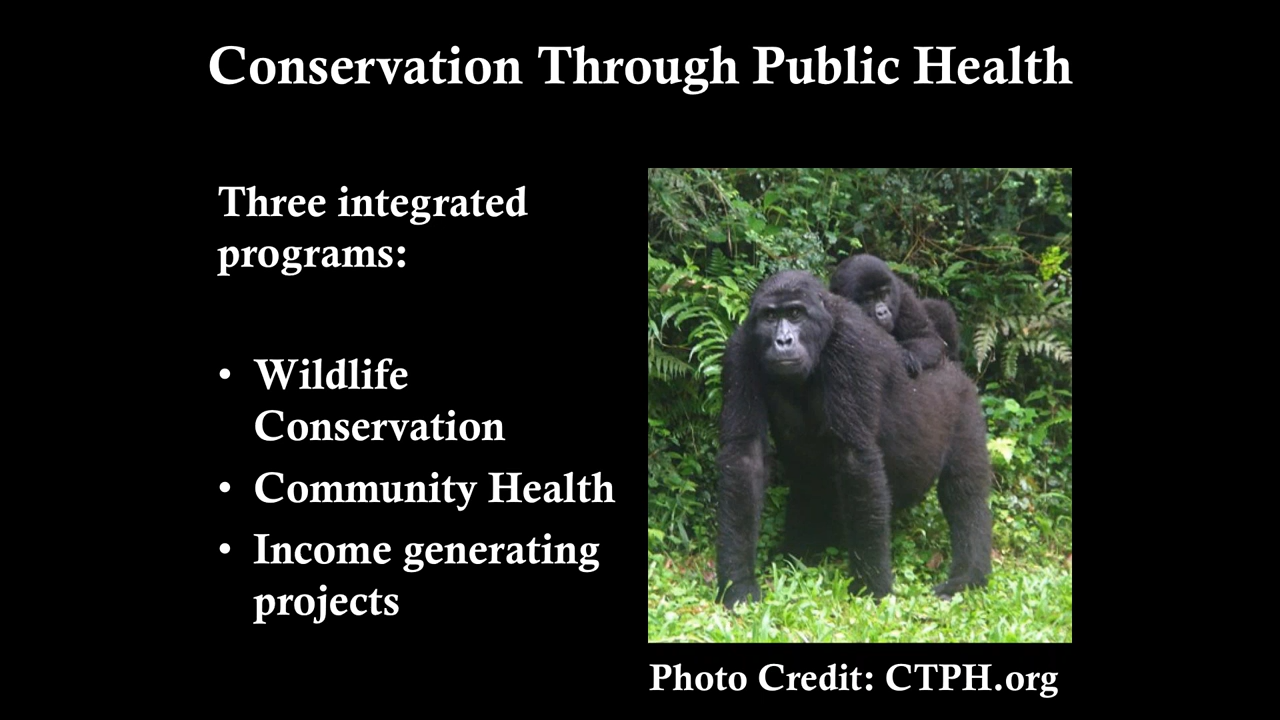 Conservation Through Public Health
Three integrated
programs:
• Wildlife
Conservation
• Community Health
• Income generating
projects
Photo Credit: CTPH.org